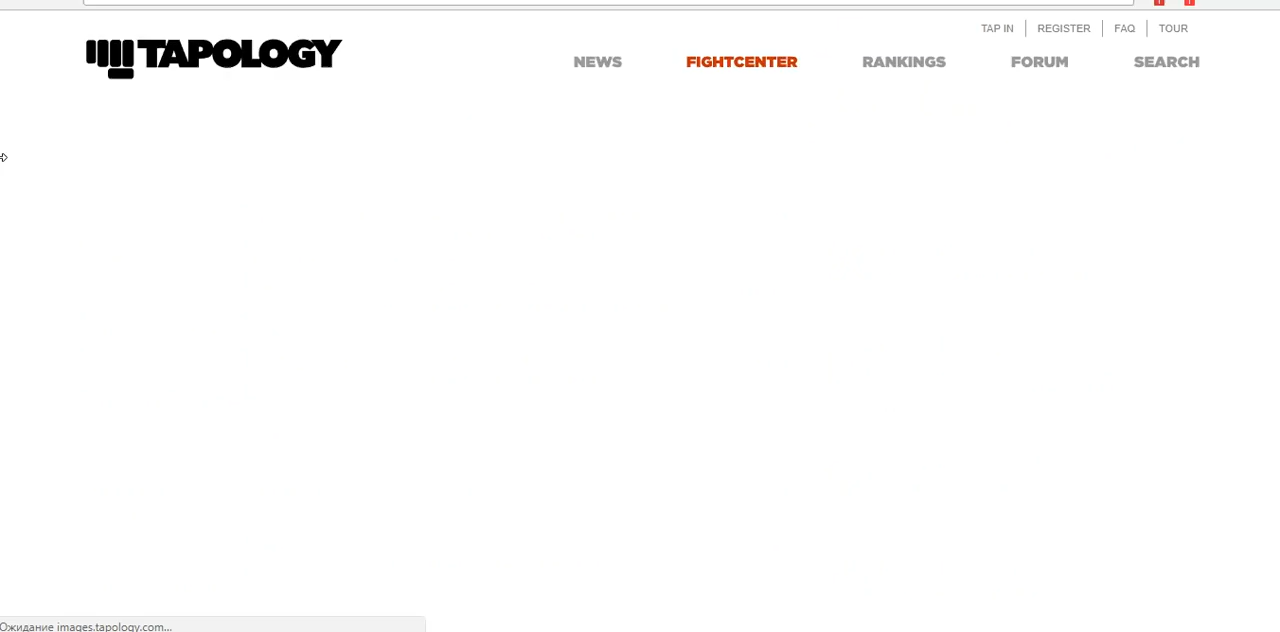 TAP IN REGISTER FAQ TOUR
TAPOLOGY
NEWS FIGHTCENTER RANKINGS FORUM SEARCH
Ожидание images.tapology.com...